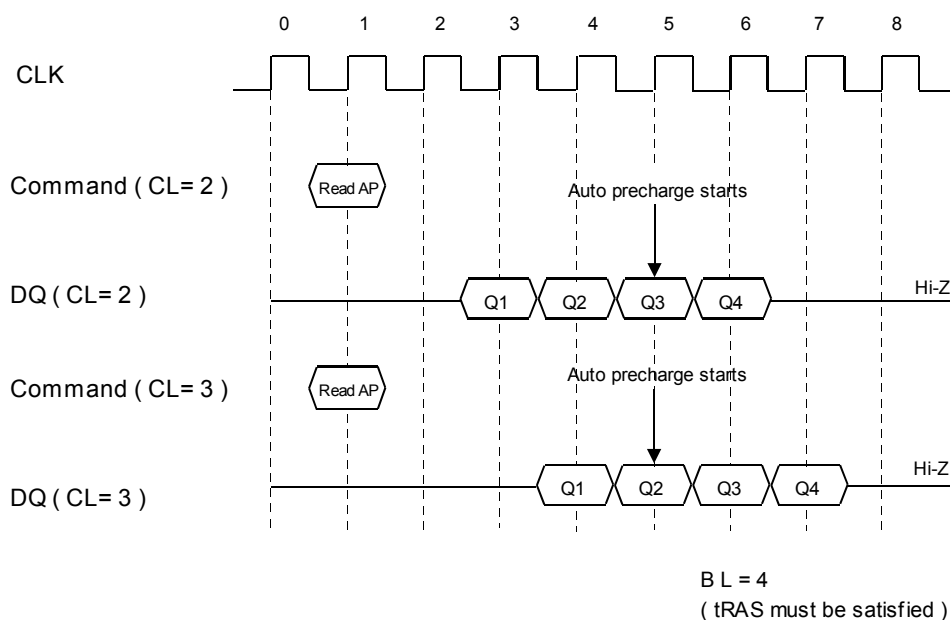 0 1 2 3 4 5 6 7 8
CLK
Command ( CL= 2 )
Read AP
Auto precharge starts
DQ ( CL= 2 )
Q1 Q2 Q3 Q4
Hi-Z
Command ( CL= 3 )
Read AP
Auto precharge starts
DQ ( CL= 3 )
Q1 Q2 Q3 Q4
Hi-Z
B L = 4
( tRAS must be satisfied )